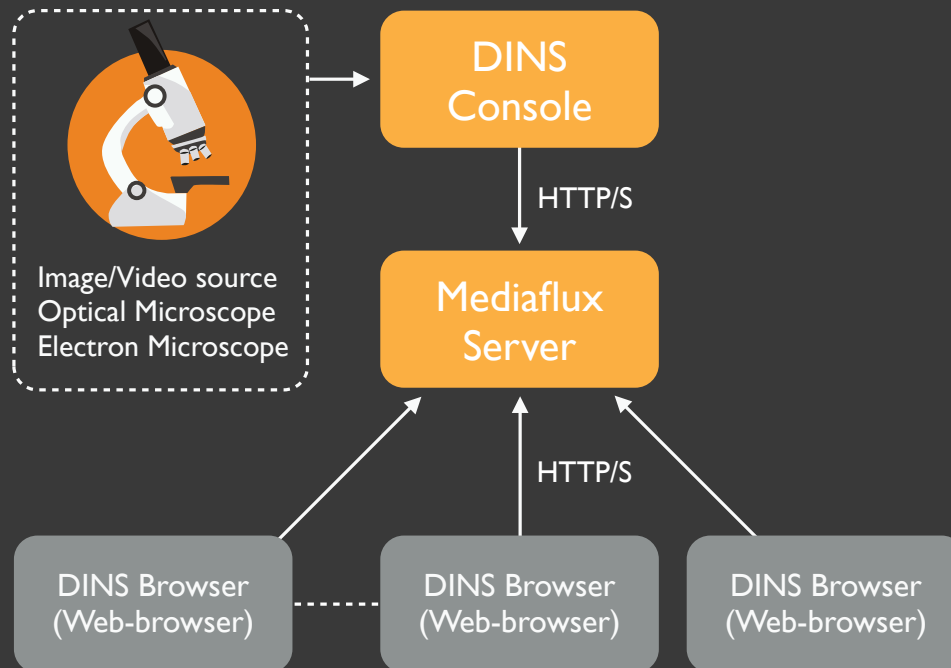 DINS
Console
HTTP/S
Image/Video source
Optical Microscope
Electron Microscope
Mediaflux
Server
HTTP/S
DINS Browser
(Web-browser)
DINS Browser
(Web-browser)
DINS Browser
(Web-browser)